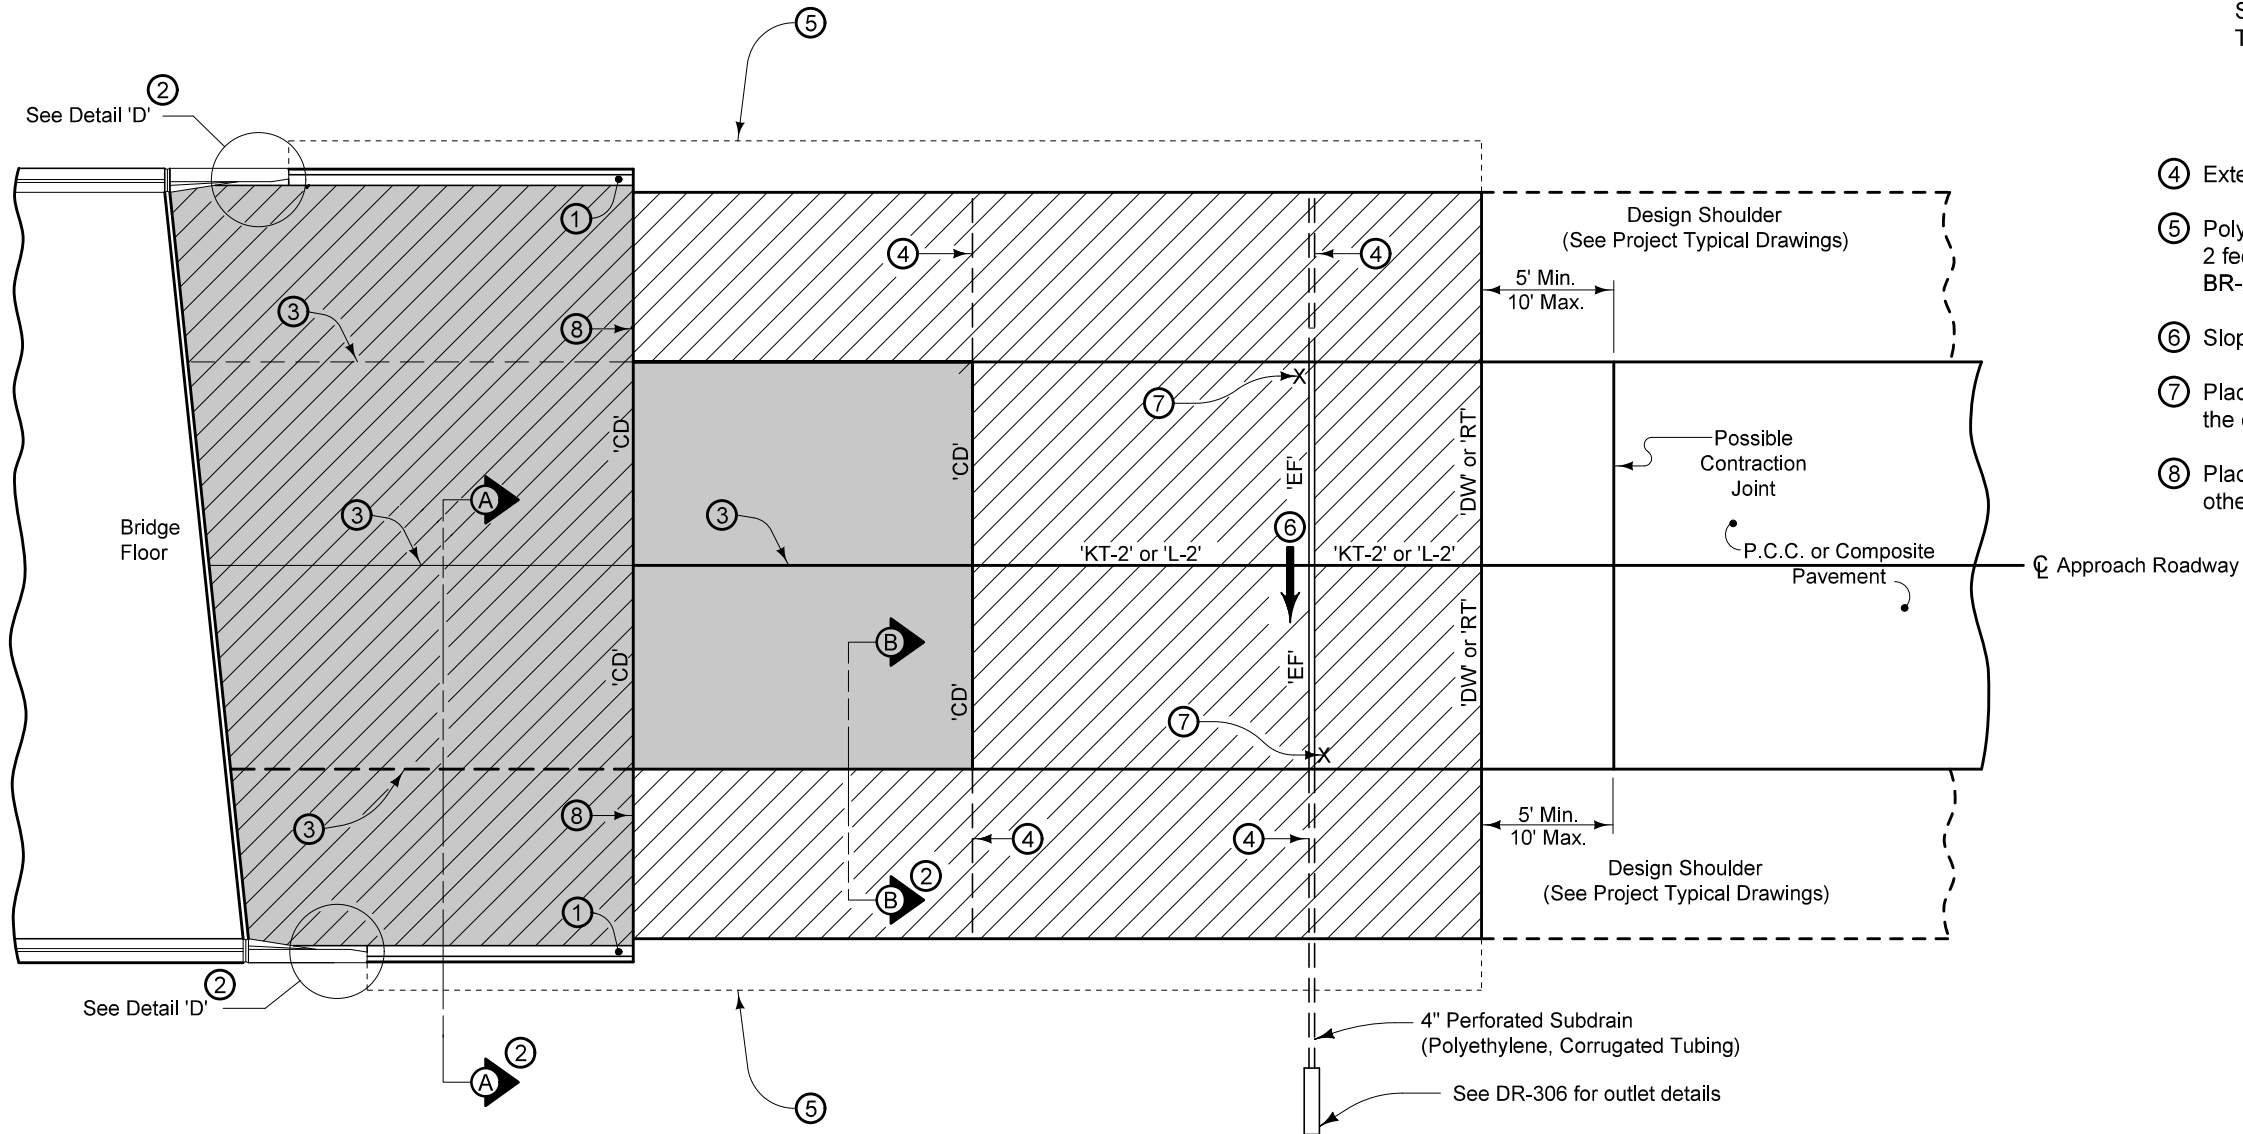 5
2
See Detail 'D'
1
4
4
Design Shoulder
(See Project Typical Drawings)
5' Min.
10' Max.
3
8
7
'CD'
'CD'
'DW' or 'RT'
Possible
Contraction
Joint
'EF'
A
3
3
6
Bridge
Floor
'KT-2' or 'L-2'
'KT-2' or 'L-2'
P.C.C. or Composite
Pavement
℄ Approach Roadway
B
'CD'
'CD'
'EF'
'DW' or 'RT'
7
3
8
4
4
5' Min.
10' Max.
2
B
Design Shoulder
(See Project Typical Drawings)
1
2
See Detail 'D'
4" Perforated Subdrain
(Polyethylene, Corrugated Tubing)
2
A
See DR-306 for outlet details
5
4 Exte
5 Poly
2 fee
BR-
6 Slop
7 Plac
the
8 Plac
othe